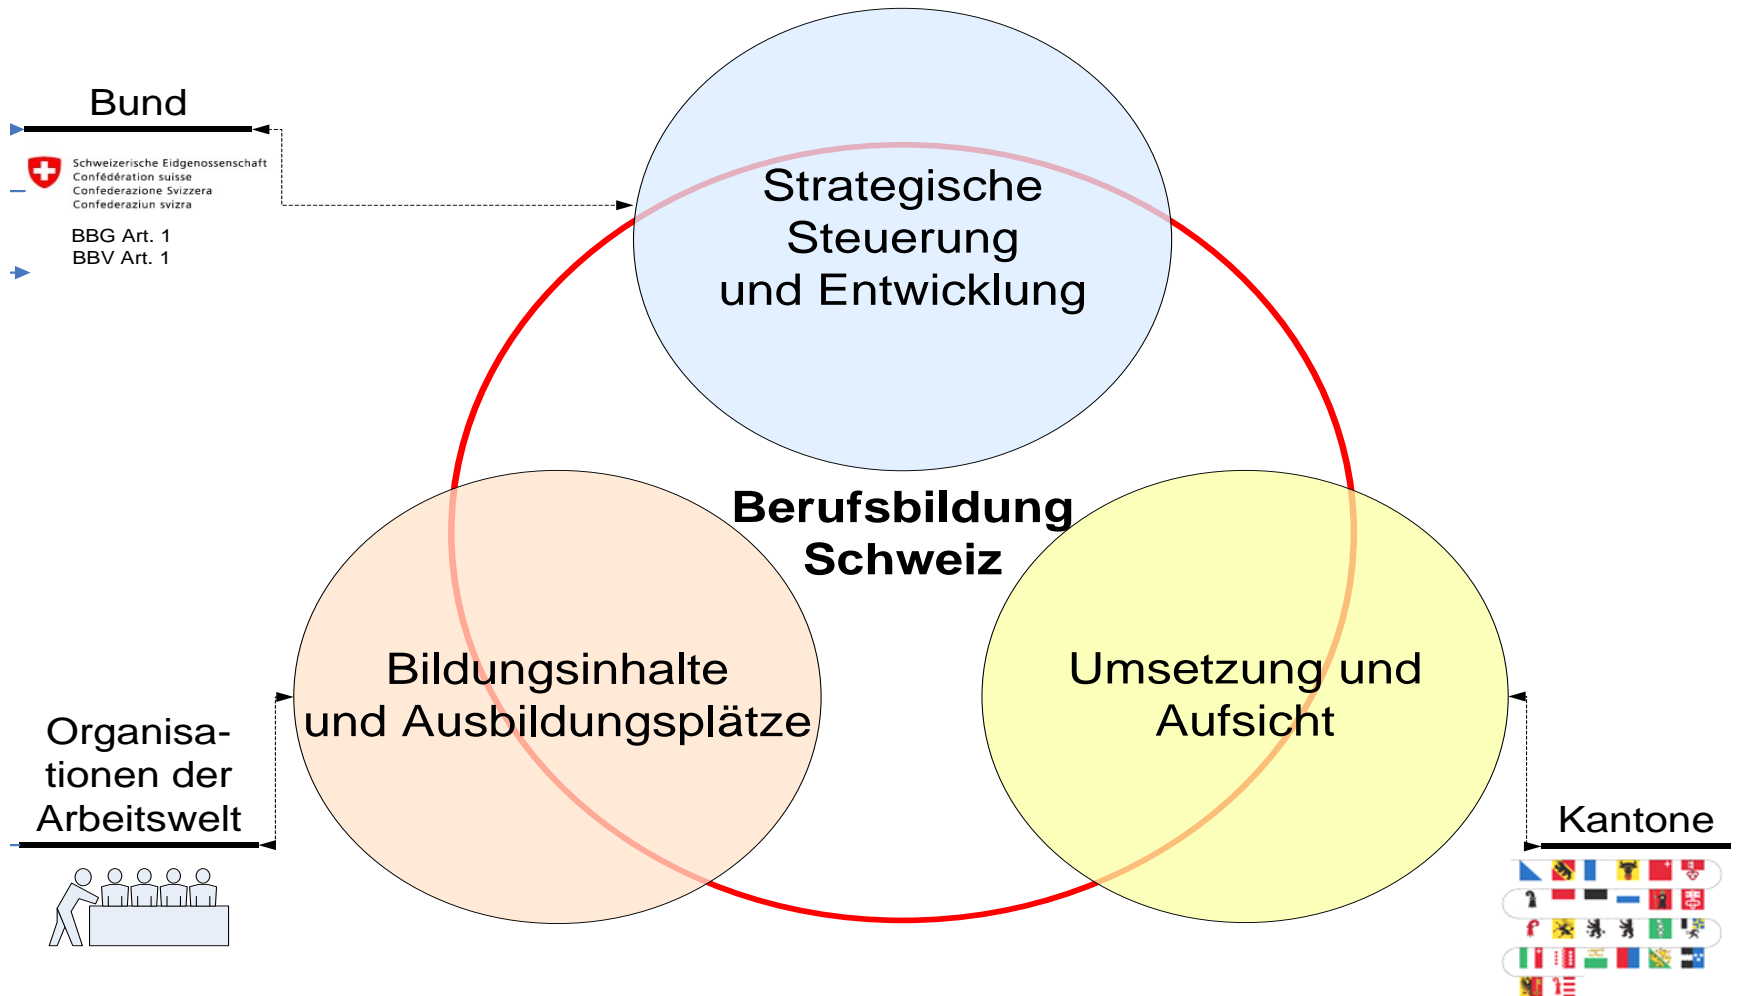 Bund
Schweizerische Eidgenossenschaft
Confédération suisse
Confederazione Svizzera
Confederaziun svizra
BBG Art. 1
BBV Art. 1
Strategische
Steuerung
und Entwicklung
Berufsbildung
Schweiz
Bildungsinhalte
und Ausbildungsplätze
Umsetzung und
Aufsicht
Organisa-
tionen der
Arbeitswelt
Kantone